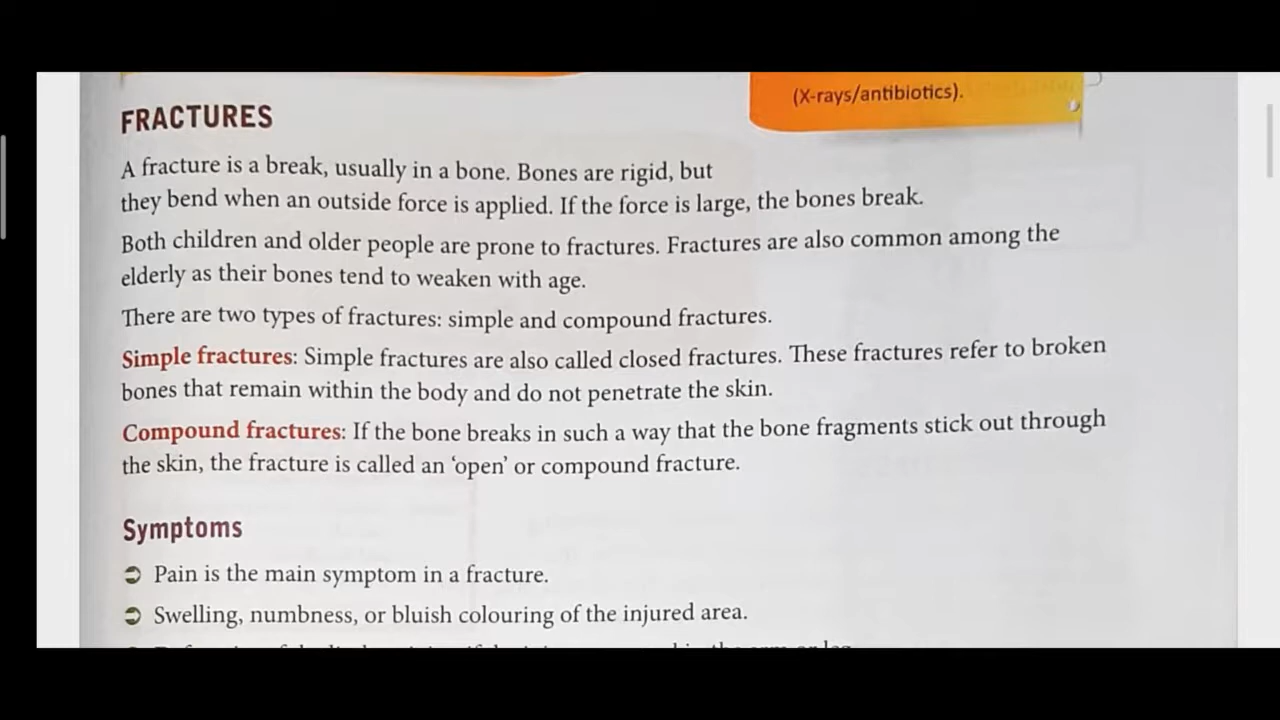 (X-rays/antibiotics).
FRACTURES
A fracture is a break, usually in a bone. Bones are rigid, but
they bend when an outside force is applied. If the force is large, the bones break.
Both children and older people are prone to fractures. Fractures are also common among the
elderly as their bones tend to weaken with age.
There are two types of fractures: simple and compound fractures.
Simple fractures: Simple fractures are also called closed fractures. These fractures refer to broken
bones that remain within the body and do not penetrate the skin.
Compound fractures: If the bone breaks in such a way that the bone fragments stick out through
the skin, the fracture is called an ‘open’ or compound fracture.
Symptoms
Pain is the main symptom in a fracture.
Swelling, numbness, or bluish colouring of the injured area.